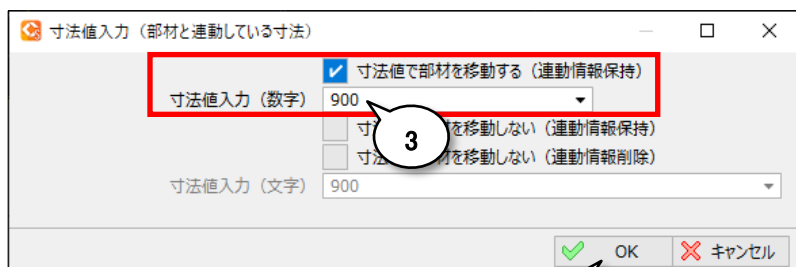 寸法値入力（部材と連動している寸法）
寸法値で部材を移動する（連動情報保持）
寸法値入力（数字） 900
3
寸法 を移動しない（連動情報保持）
寸法 材を移動しない（連動情報削除）
寸法値入力（文字） 900
OK キャンセル